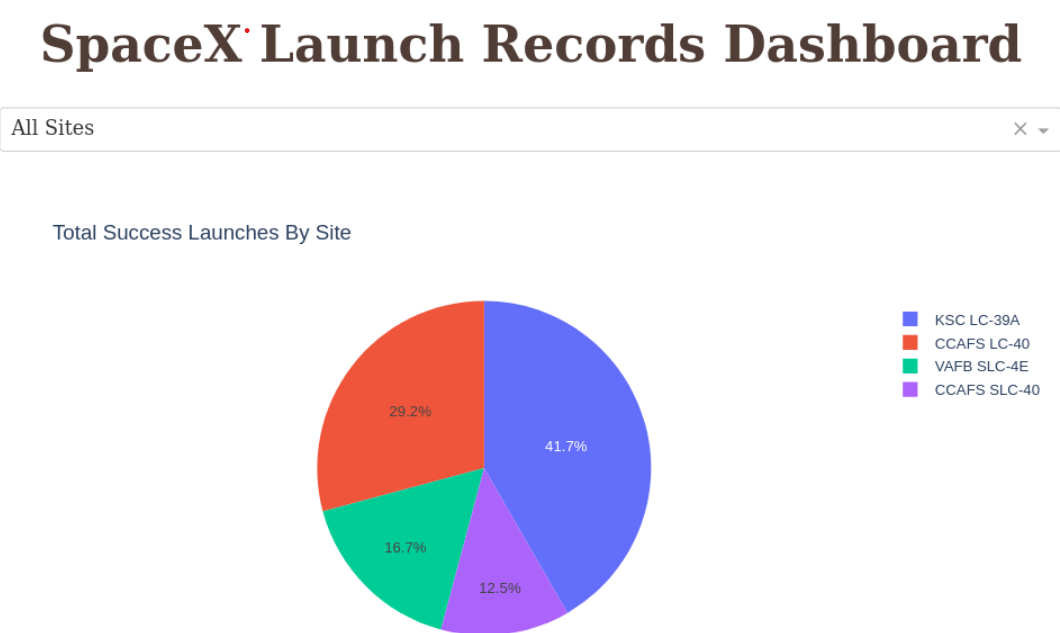 SpaceX Launch Records Dashboard
All Sites
Total Success Launches By Site
KSC LC-39A
CCAFS LC-40
VAFB SLC-4E
CCAFS SLC-40
29.2%
41.7%
16.7%
12.5%